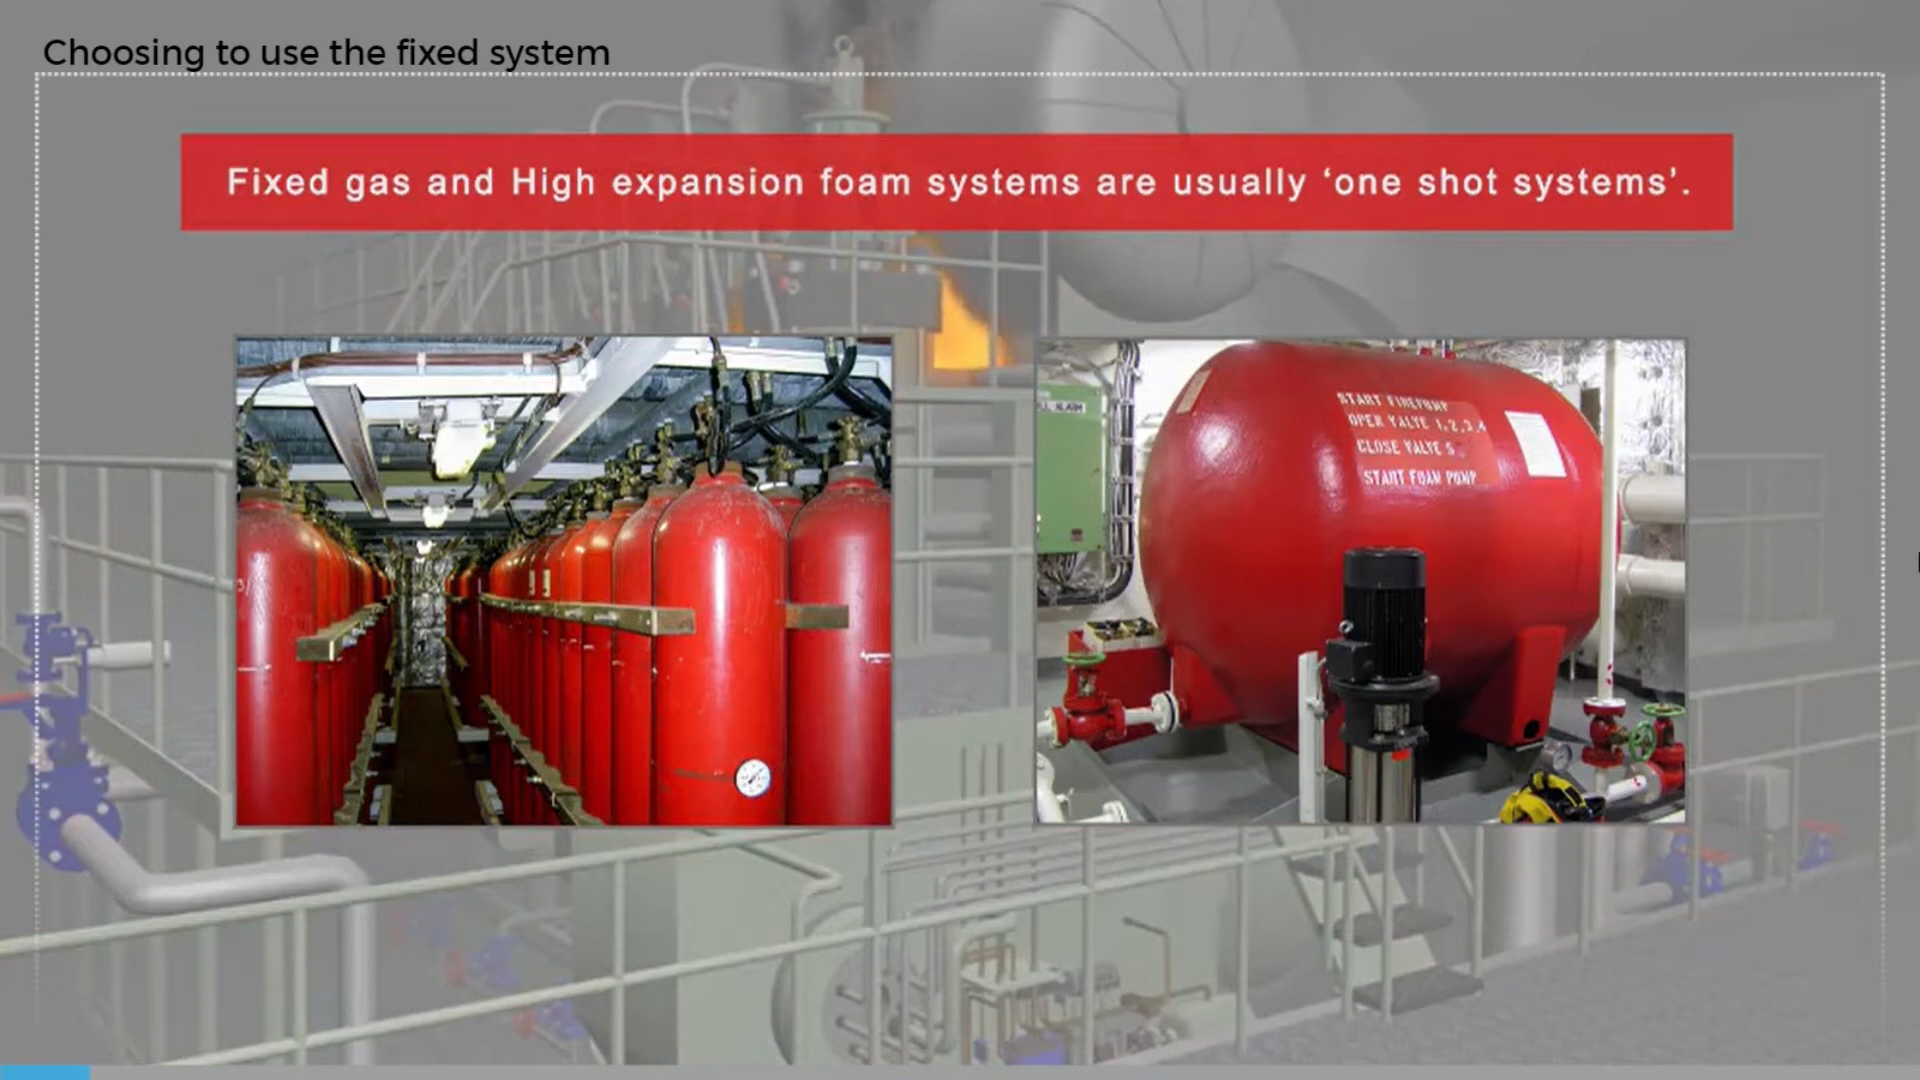 Choosing to use the fixed system
Fixed gas and High expansion foam systems are usually ‘one shot systems’.
ALARM
START FIREPUMP
OPEN VALVE 1,2,3,4
CLOSE VALVE 5
START FOAM PUMP